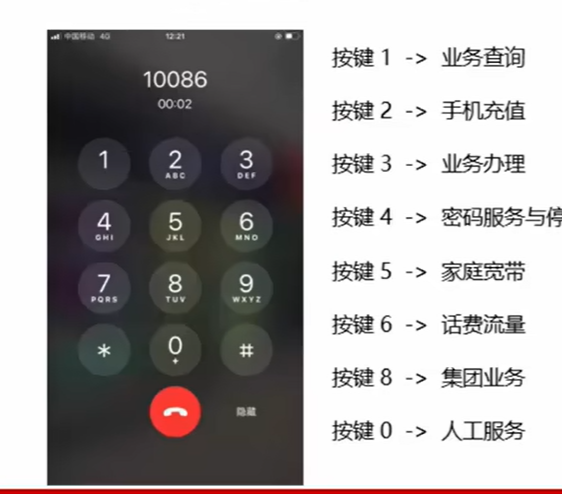 中国移动 4G 12:21
10086
00:02
1 2 3
ABC DEF
4 5 6
GHI JKL MNO
7 8 9
PQRS TUV WXYZ
* 0 #
+
隐藏
按键 1 -> 业务查询
按键 2 -> 手机充值
按键 3 -> 业务办理
按键 4 -> 密码服务与停
按键 5 -> 家庭宽带
按键 6 -> 话费流量
按键 8 -> 集团业务
按键 0 -> 人工服务